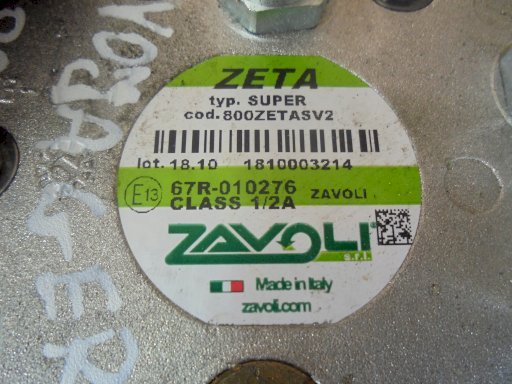 ZETA
typ. SUPER
cod.800ZETASV2
lot. 18.10 1810003214
E13 67R-010276 ZAVOLI
CLASS 1/2A
ZAVOLI
s.r.l.
Made in Italy
zavoli.com